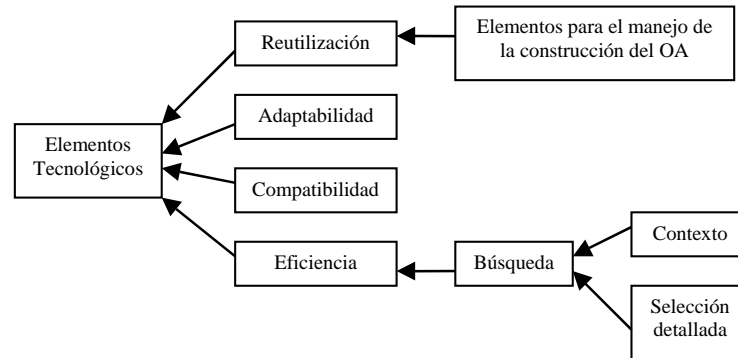 Reutilización
Elementos para el manejo de
la construcción del OA
Adaptabilidad
Elementos
Tecnológicos
Compatibilidad
Eficiencia
Búsqueda
Contexto
Selección
detallada